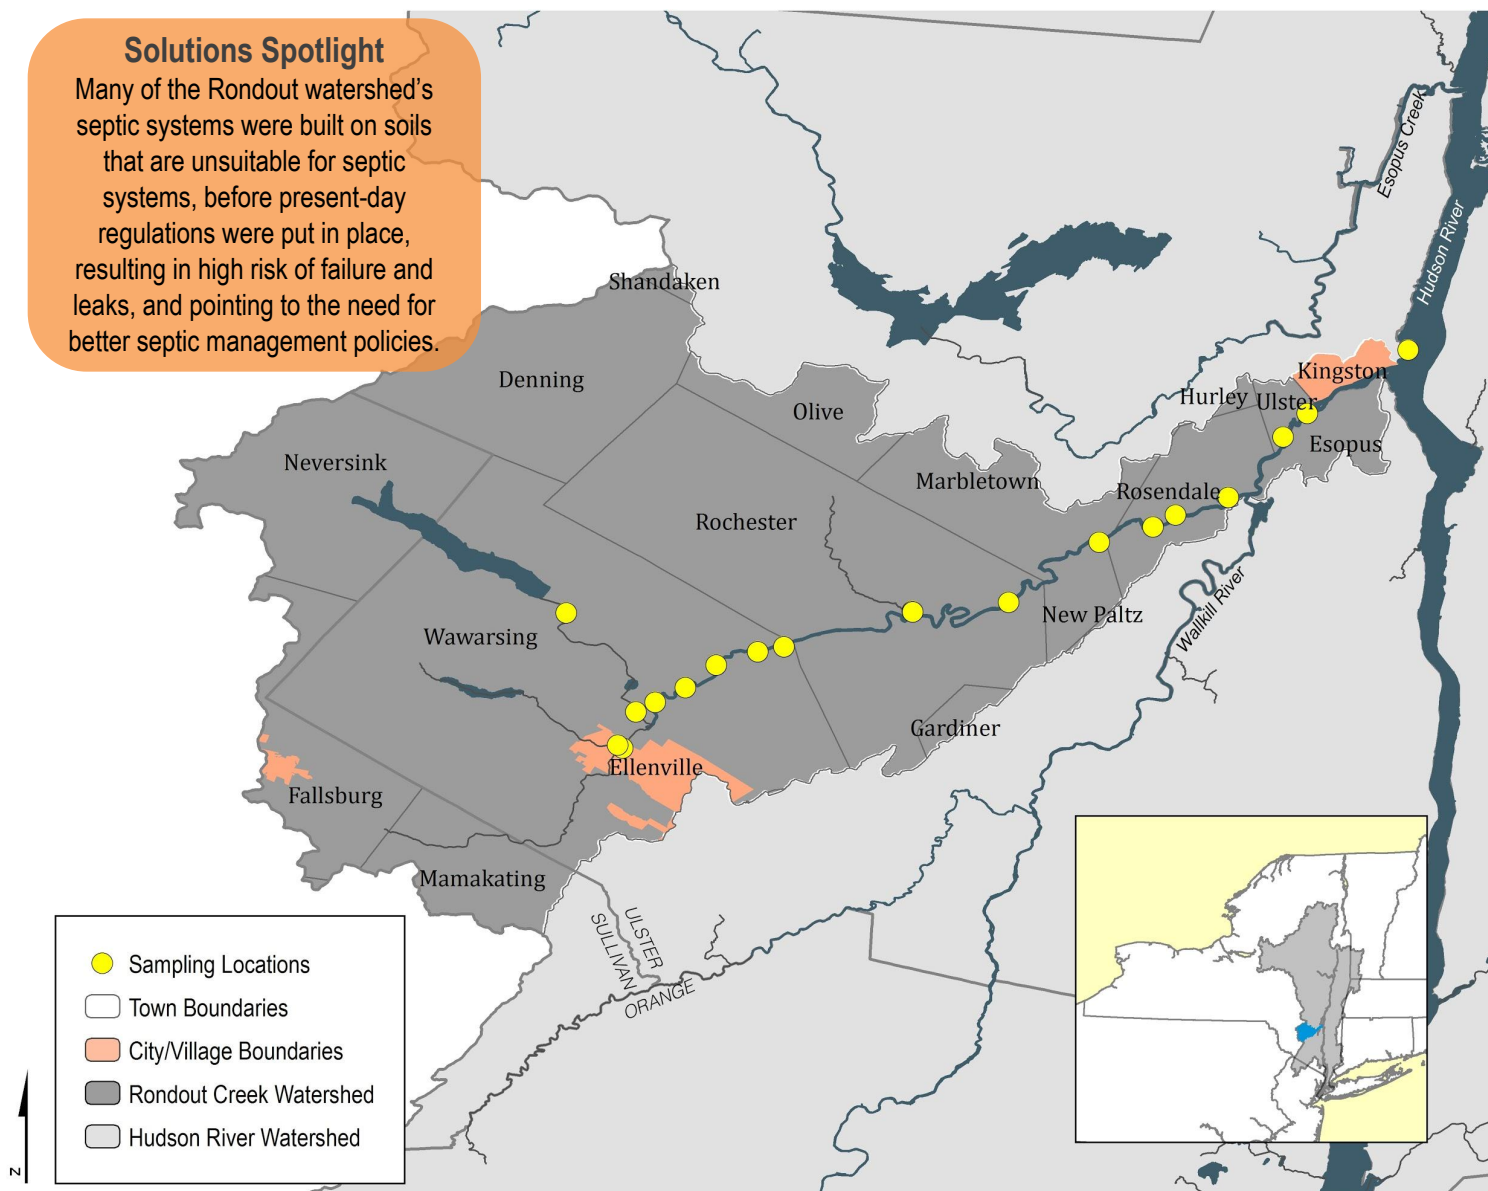 Solutions Spotlight
Many of the Rondout watershed's
septic systems were built on soils
that are unsuitable for septic
systems, before present-day
regulations were put in place,
resulting in high risk of failure and
leaks, and pointing to the need for
better septic management policies.
Esopus Creek
Hudson River
Shandaken
Denning
Olive
Hurley
Ulster
Kingston
Esopus
Neversink
Marbletown
Rosendale
Rochester
Wawarsing
New Paltz
Wallkill River
Gardiner
Ellenville
Fallsburg
Mamakating
ULSTER
SULLIVAN
ORANGE
Sampling Locations
Town Boundaries
City/Village Boundaries
Rondout Creek Watershed
Hudson River Watershed
N